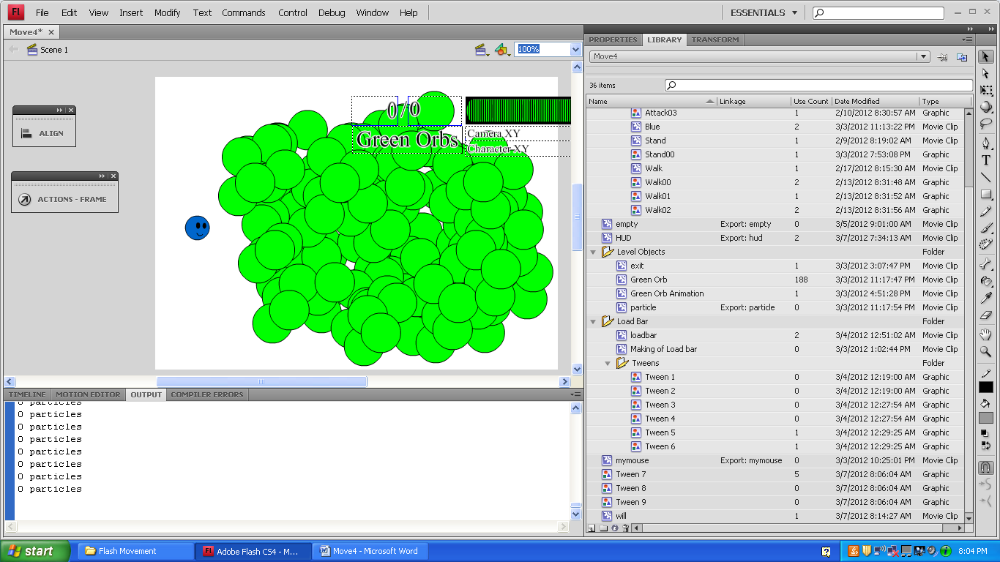 Fl File Edit View Insert Modify Text Commands Control Debug Window Help ESSENTIALS
Move4*
Scene 1 100%
ALIGN
ACTIONS - FRAME
0/0
Green Orbs
Camera XY
Character XY
TIMELINE MOTION EDITOR OUTPUT COMPILER ERRORS
0 particles
0 particles
0 particles
0 particles
0 particles
0 particles
0 particles
0 particles
PROPERTIES LIBRARY TRANSFORM
Move4
36 items
Name Linkage Use Count Date Modified Type
Attack03 1 2/10/2012 8:30:57 AM Graphic
Blue 2 3/3/2012 11:13:22 PM Movie Clip
Stand 1 2/9/2012 8:19:02 AM Movie Clip
Stand00 1 3/3/2012 7:53:08 PM Graphic
Walk 1 2/17/2012 8:15:30 AM Movie Clip
Walk00 2 2/13/2012 8:31:48 AM Graphic
Walk01 2 2/13/2012 8:31:52 AM Graphic
Walk02 2 2/13/2012 8:31:56 AM Graphic
empty Export: empty 0 3/5/2012 9:01:00 AM Movie Clip
HUD Export: hud 2 3/7/2012 7:34:13 AM Movie Clip
Level Objects Folder
exit 1 3/3/2012 3:07:47 PM Movie Clip
Green Orb 188 3/3/2012 11:17:47 PM Movie Clip
Green Orb Animation 1 3/3/2012 4:51:28 PM Movie Clip
particle Export: particle 0 3/3/2012 11:17:54 PM Movie Clip
Load Bar Folder
loadbar 2 3/4/2012 12:51:02 AM Movie Clip
Making of Load bar 0 3/3/2012 1:02:44 PM Movie Clip
Tweens Folder
Tween 1 0 3/4/2012 12:19:00 AM Graphic
Tween 2 0 3/4/2012 12:19:00 AM Graphic
Tween 3 0 3/4/2012 12:27:54 AM Graphic
Tween 4 0 3/4/2012 12:27:54 AM Graphic
Tween 5 1 3/4/2012 12:29:25 AM Graphic
Tween 6 1 3/4/2012 12:29:25 AM Graphic
mymouse Export: mymouse 0 3/3/2012 10:25:01 PM Movie Clip
Tween 7 5 3/7/2012 8:06:04 AM Graphic
Tween 8 0 3/7/2012 8:06:04 AM Graphic
Tween 9 0 3/7/2012 8:06:04 AM Graphic
will 1 3/7/2012 8:14:27 AM Movie Clip
start Flash Movement Adobe Flash CS4 - M... Move4 - Microsoft Word 8:04 PM